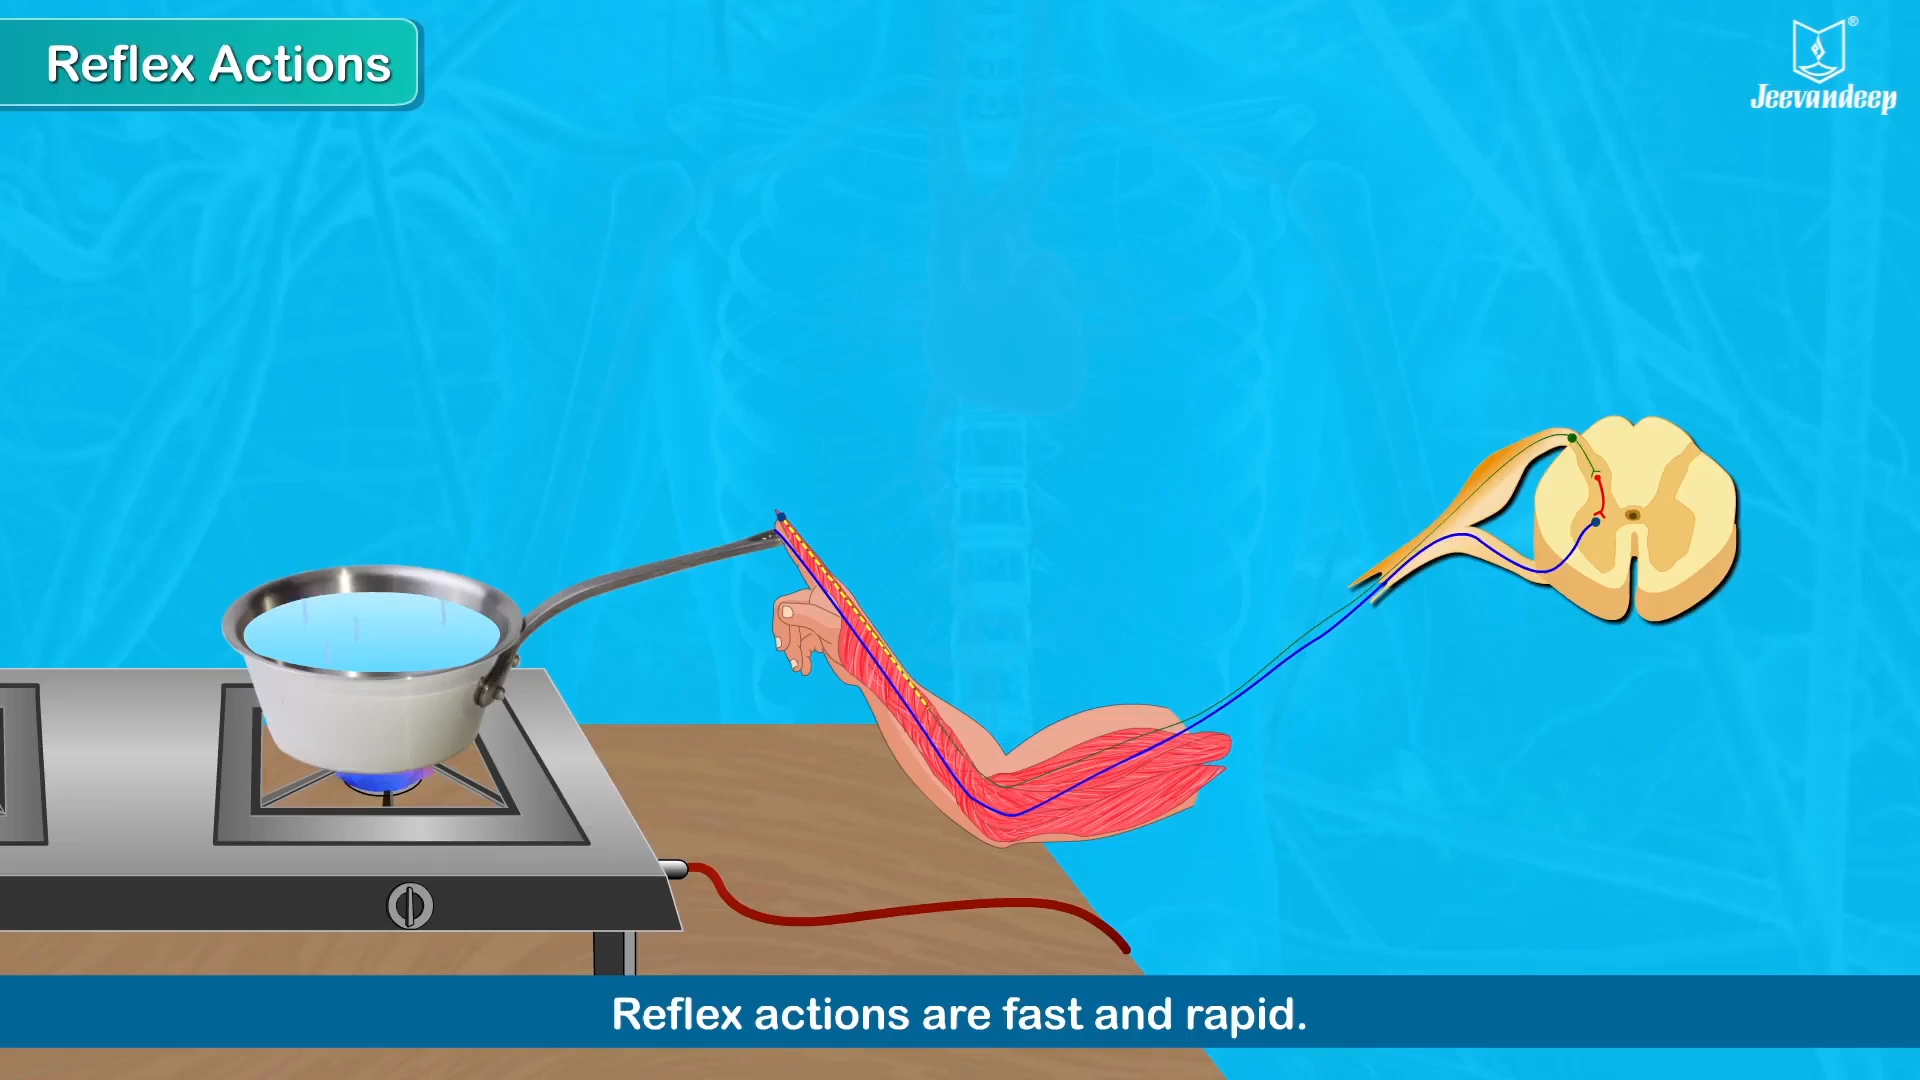 Reflex Actions
®
Jeevandeep
Reflex actions are fast and rapid.